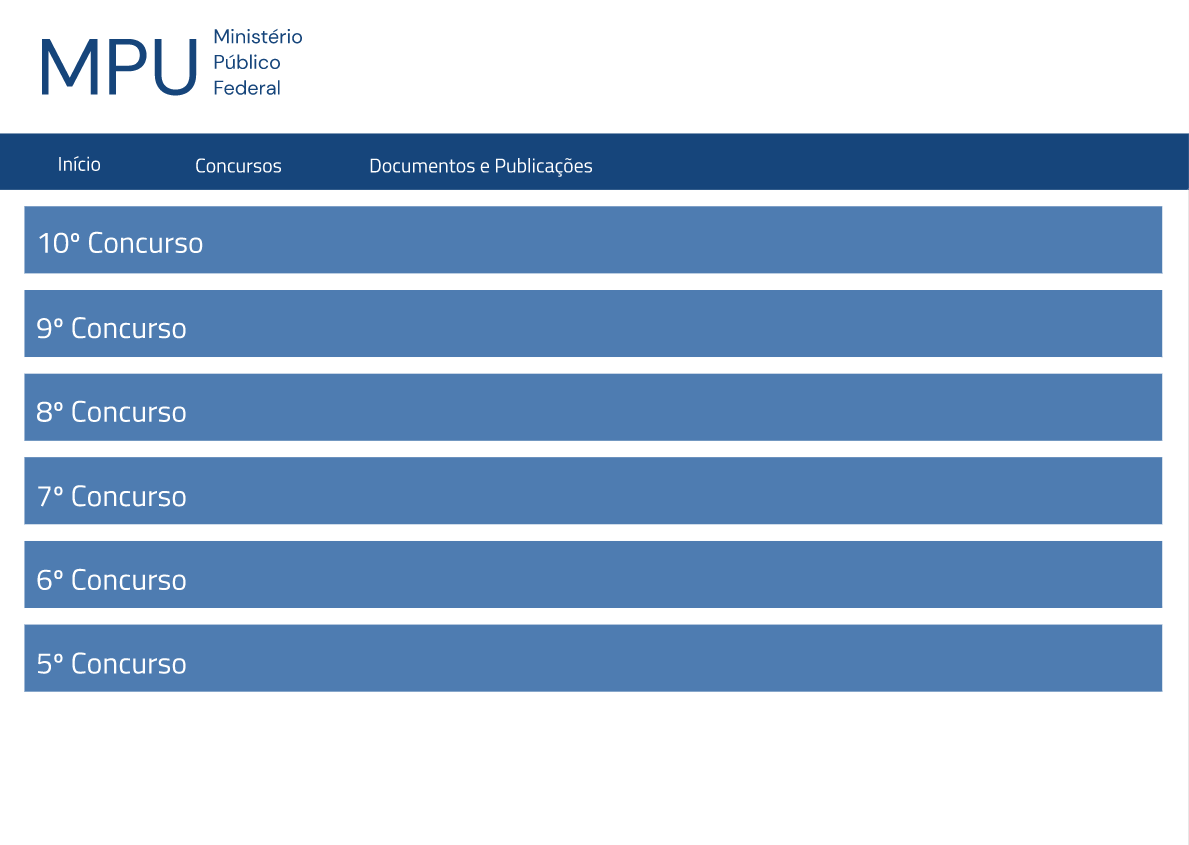 MPU
Ministério
Público
Federal
Início
Concursos
Documentos e Publicações
10º Concurso
9º Concurso
8º Concurso
7º Concurso
6º Concurso
5º Concurso